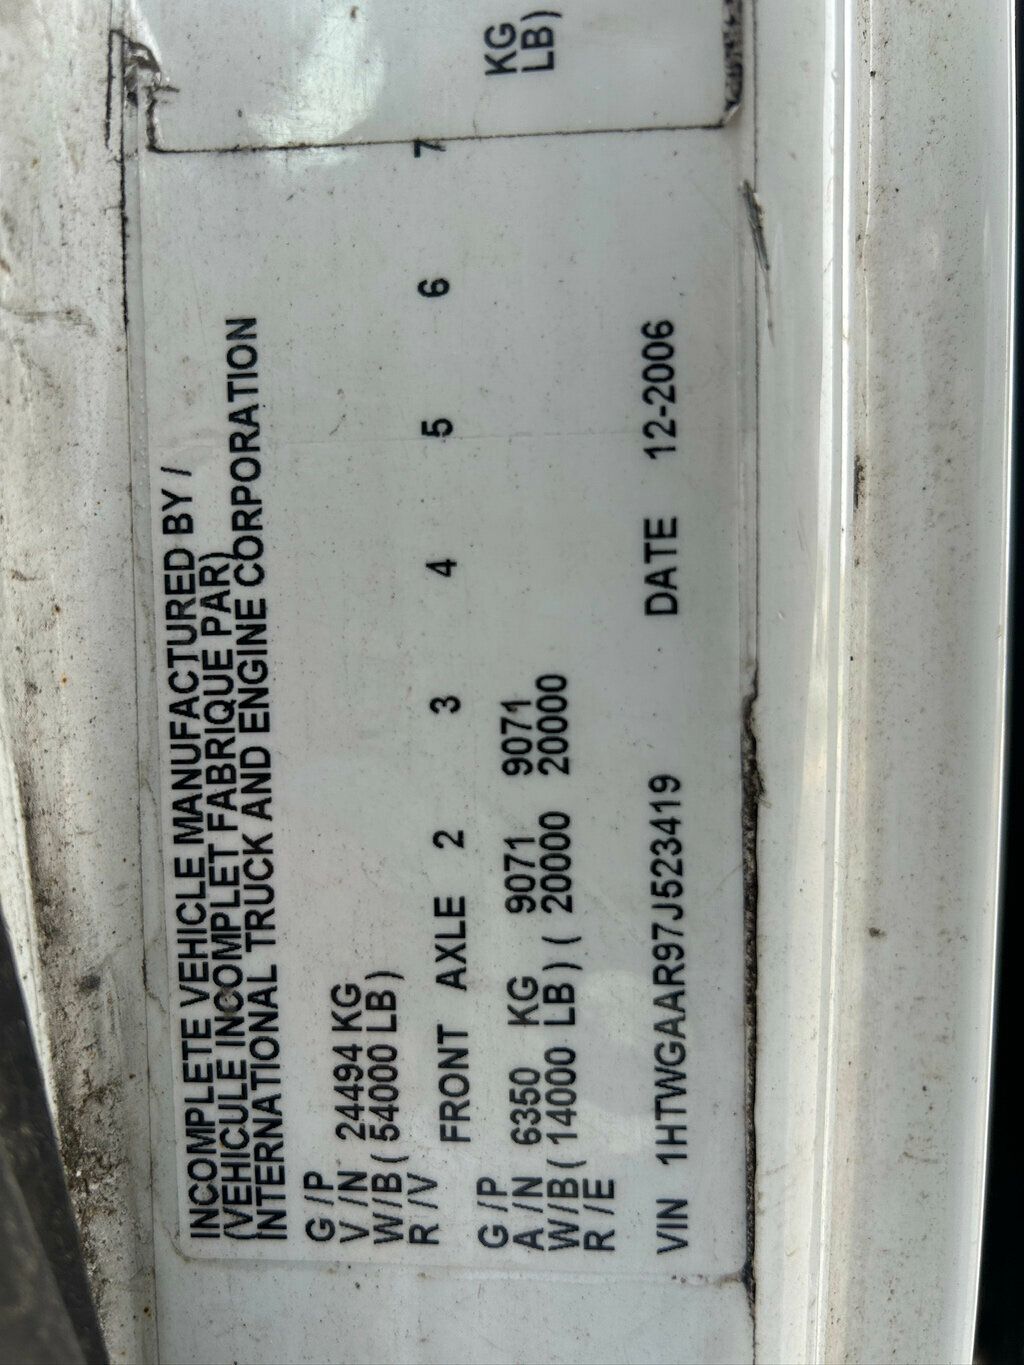 INCOMPLETE VEHICLE MANUFACTURED BY /
(VEHICULE INCOMPLET FABRIQUE PAR)
INTERNATIONAL TRUCK AND ENGINE CORPORATION
G /P
V /N 24494 KG
W/B( 54000 LB)
R /V
FRONT AXLE 2 3 4 5 6 7
G /P
A /N 6350 KG 9071 9071 KG
W/B( 14000 LB) ( 20000 20000 LB)
R /E
VIN 1HTWGAAR97J523419 DATE 12-2006